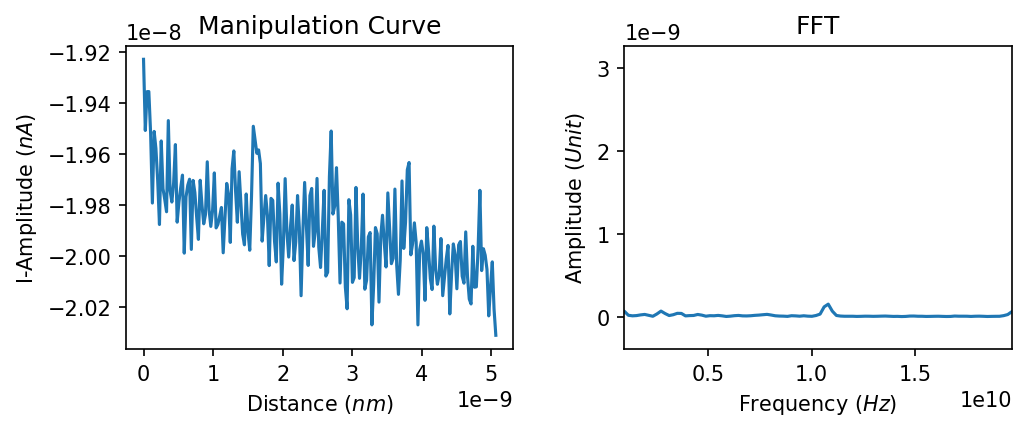 Manipulation Curve
1e−8
−1.92
−1.94
−1.96
−1.98
−2.00
−2.02
I-Amplitude (nA)
0 1 2 3 4 5
Distance (nm)
1e−9
FFT
1e−9
3
2
1
0
Amplitude (Unit)
0.5 1.0 1.5
Frequency (Hz)
1e10